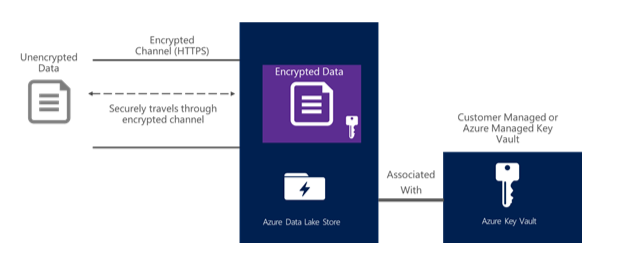 Encrypted
Channel (HTTPS)
Unencrypted
Data
Securely travels through
encrypted channel
Encrypted Data
Azure Data Lake Store
Associated
With
Customer Managed or
Azure Managed Key
Vault
Azure Key Vault